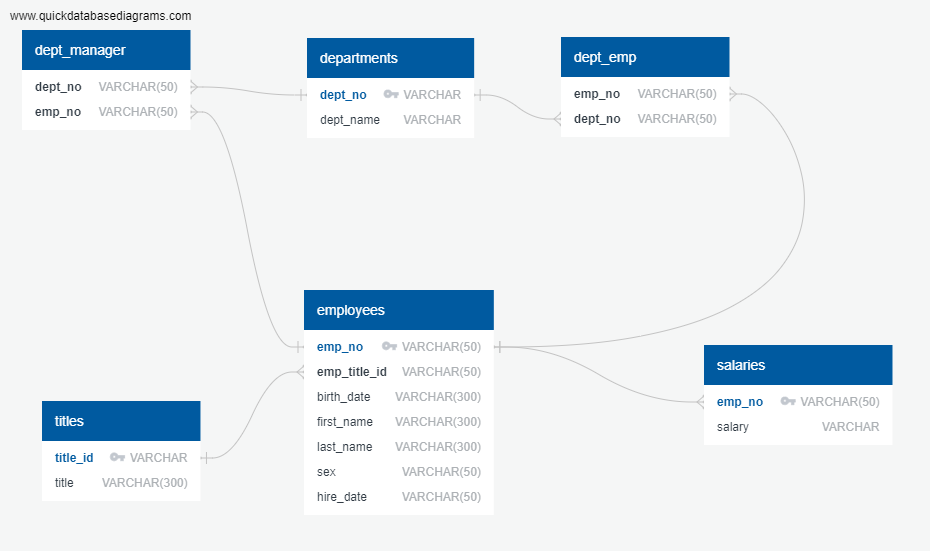 www.quickdatabasediagrams.com
dept_manager
dept_no VARCHAR(50)
emp_no VARCHAR(50)
departments
dept_no VARCHAR
dept_name VARCHAR
dept_emp
emp_no VARCHAR(50)
dept_no VARCHAR(50)
employees
emp_no VARCHAR(50)
emp_title_id VARCHAR(50)
birth_date VARCHAR(300)
first_name VARCHAR(300)
last_name VARCHAR(300)
sex VARCHAR(50)
hire_date VARCHAR(50)
salaries
emp_no VARCHAR(50)
salary VARCHAR
titles
title_id VARCHAR
title VARCHAR(300)